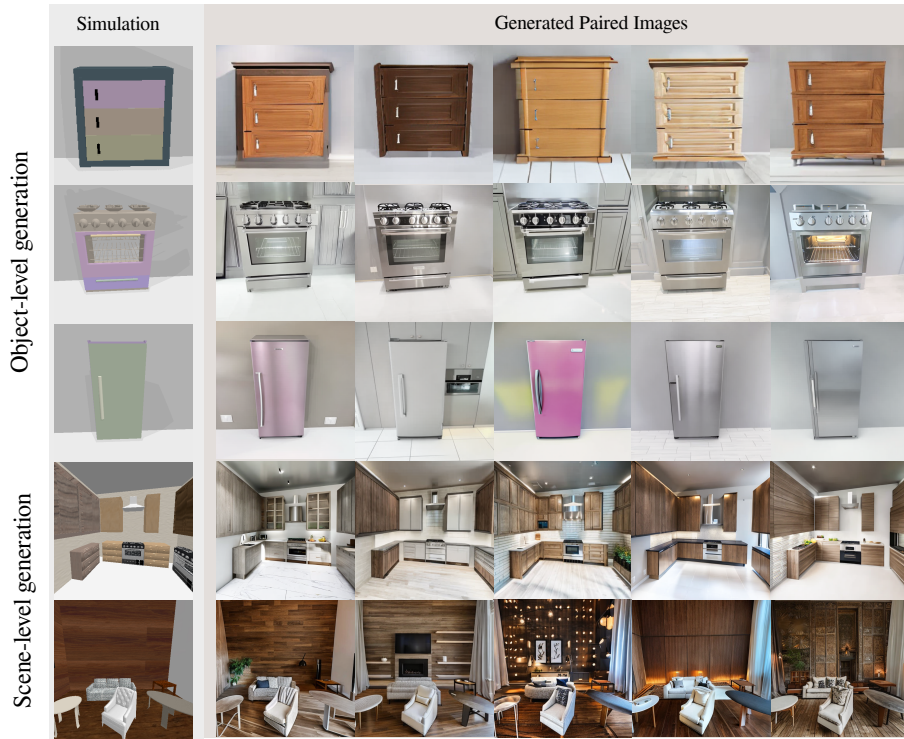 Simulation
Generated Paired Images
Object-level generation
Scene-level generation